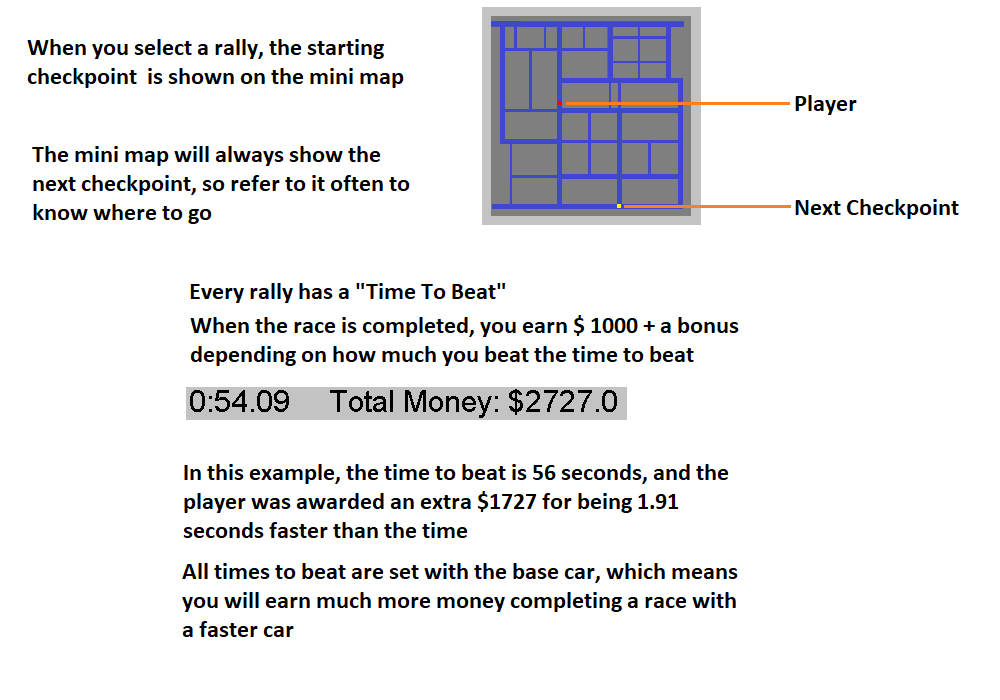 When you select a rally, the starting
checkpoint is shown on the mini map
Player
The mini map will always show the
next checkpoint, so refer to it often to
know where to go
Next Checkpoint
Every rally has a "Time To Beat"
When the race is completed, you earn $ 1000 + a bonus
depending on how much you beat the time to beat
0:54.09 Total Money: $2727.0
In this example, the time to beat is 56 seconds, and the
player was awarded an extra $1727 for being 1.91
seconds faster than the time
All times to beat are set with the base car, which means
you will earn much more money completing a race with
a faster car